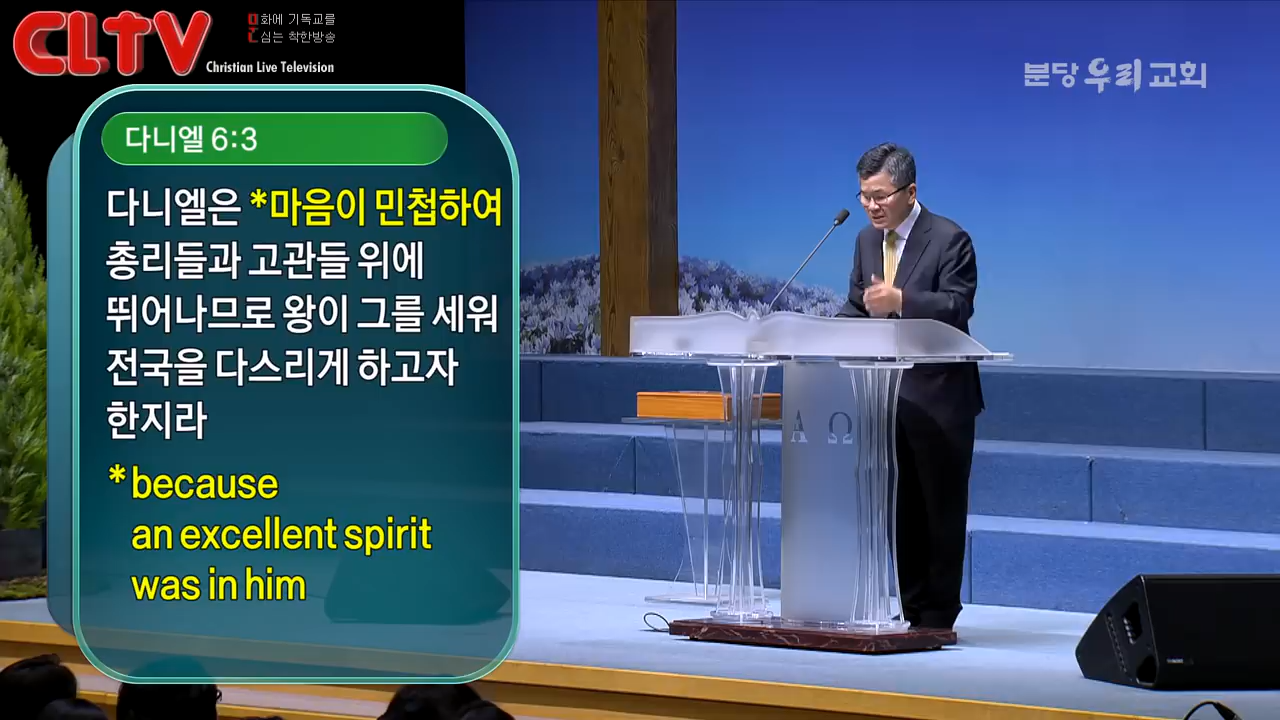 CLTV
문화에 기독교를
심는 착한방송
Christian Live Television
분당 우리 교회
다니엘 6:3
다니엘은 *마음이 민첩하여
총리들과 고관들 위에
뛰어나므로 왕이 그를 세워
전국을 다스리게 하고자
한지라
*because
an excellent spirit
was in him
Α Ω